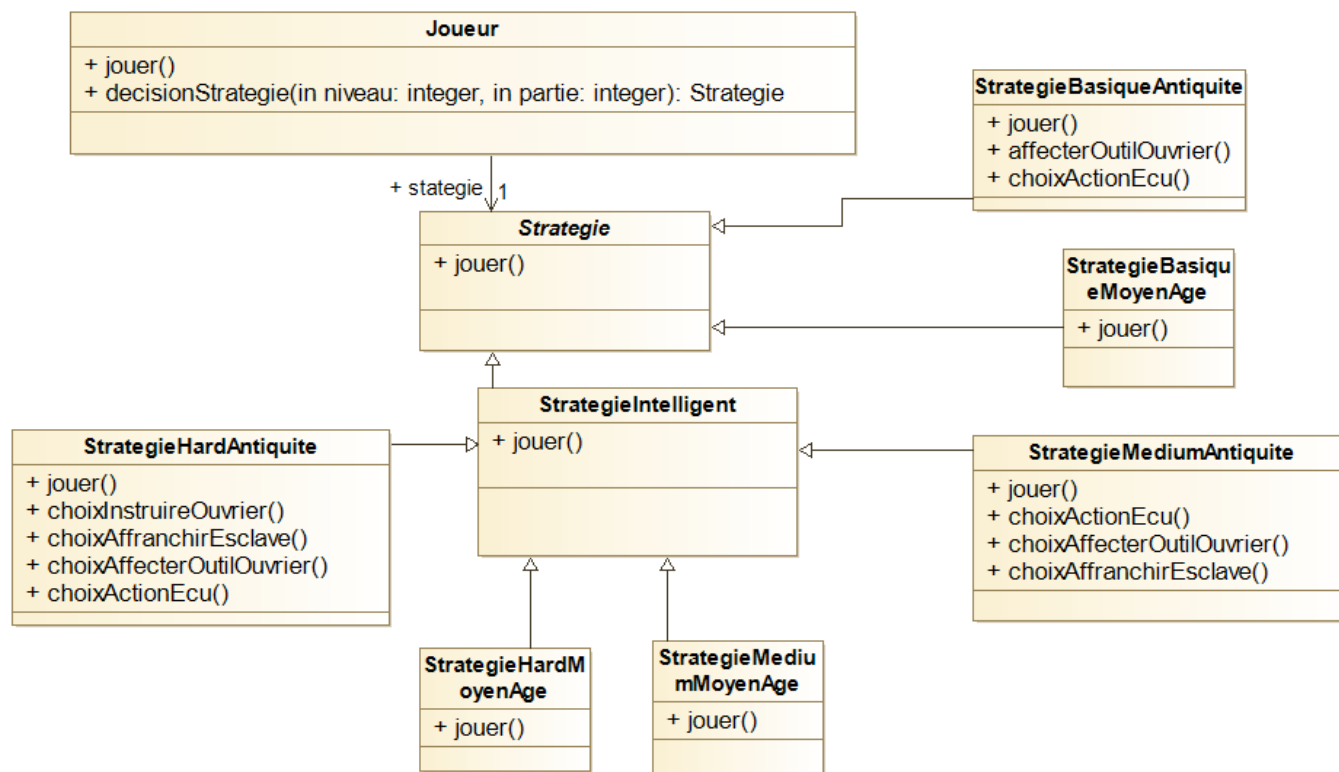 Joueur
+ jouer()
+ decisionStrategie(in niveau: integer, in partie: integer): Strategie
+ stategie
1
Strategie
+ jouer()
StrategieBasiqueAntiquite
+ jouer()
+ affecterOutilOuvrier()
+ choixActionEcu()
StrategieBasiqu
eMoyenAge
+ jouer()
StrategieIntelligent
+ jouer()
StrategieHardAntiquite
+ jouer()
+ choixInstruireOuvrier()
+ choixAffranchirEsclave()
+ choixAffecterOutilOuvrier()
+ choixActionEcu()
StrategieMediumAntiquite
+ jouer()
+ choixActionEcu()
+ choixAffecterOutilOuvrier()
+ choixAffranchirEsclave()
StrategieHardM
oyenAge
+ jouer()
StrategieMediu
mMoyenAge
+ jouer()